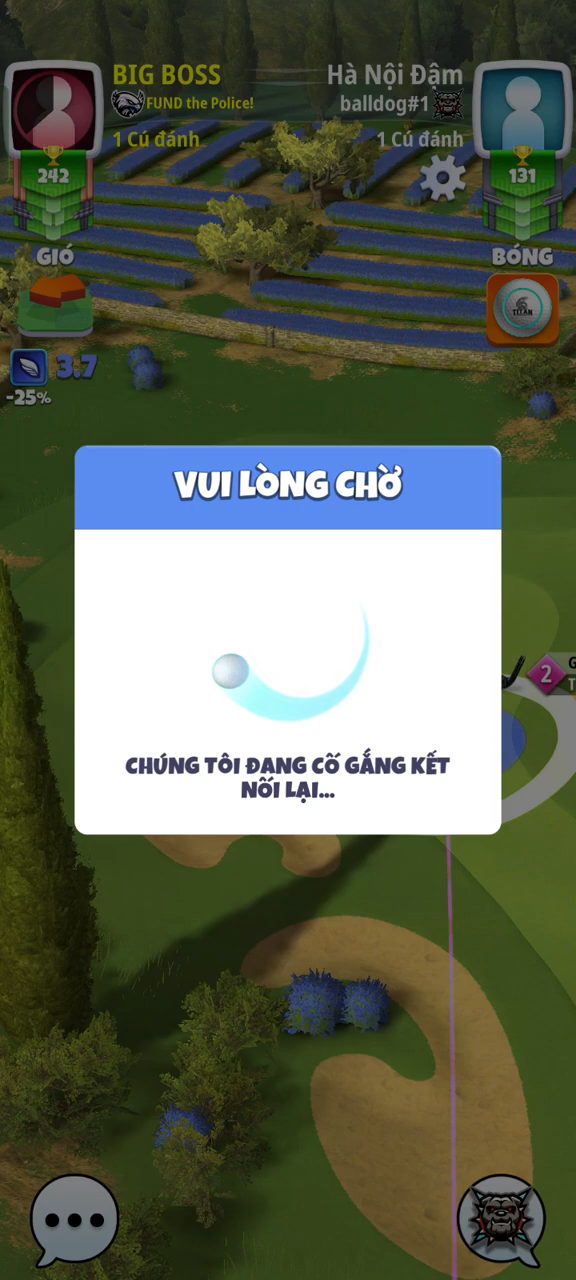 BIG BOSS
FUND the Police!
1 Cú đánh
242
Hà Nội Đậm
balldog#1
1 Cú đánh
131
GIÓ
BÓNG
TITAN
3.7
-25%
VUI LÒNG CHỜ
2
G
T
CHÚNG TÔI ĐANG CỐ GẮNG KẾT
NỐI LẠI...